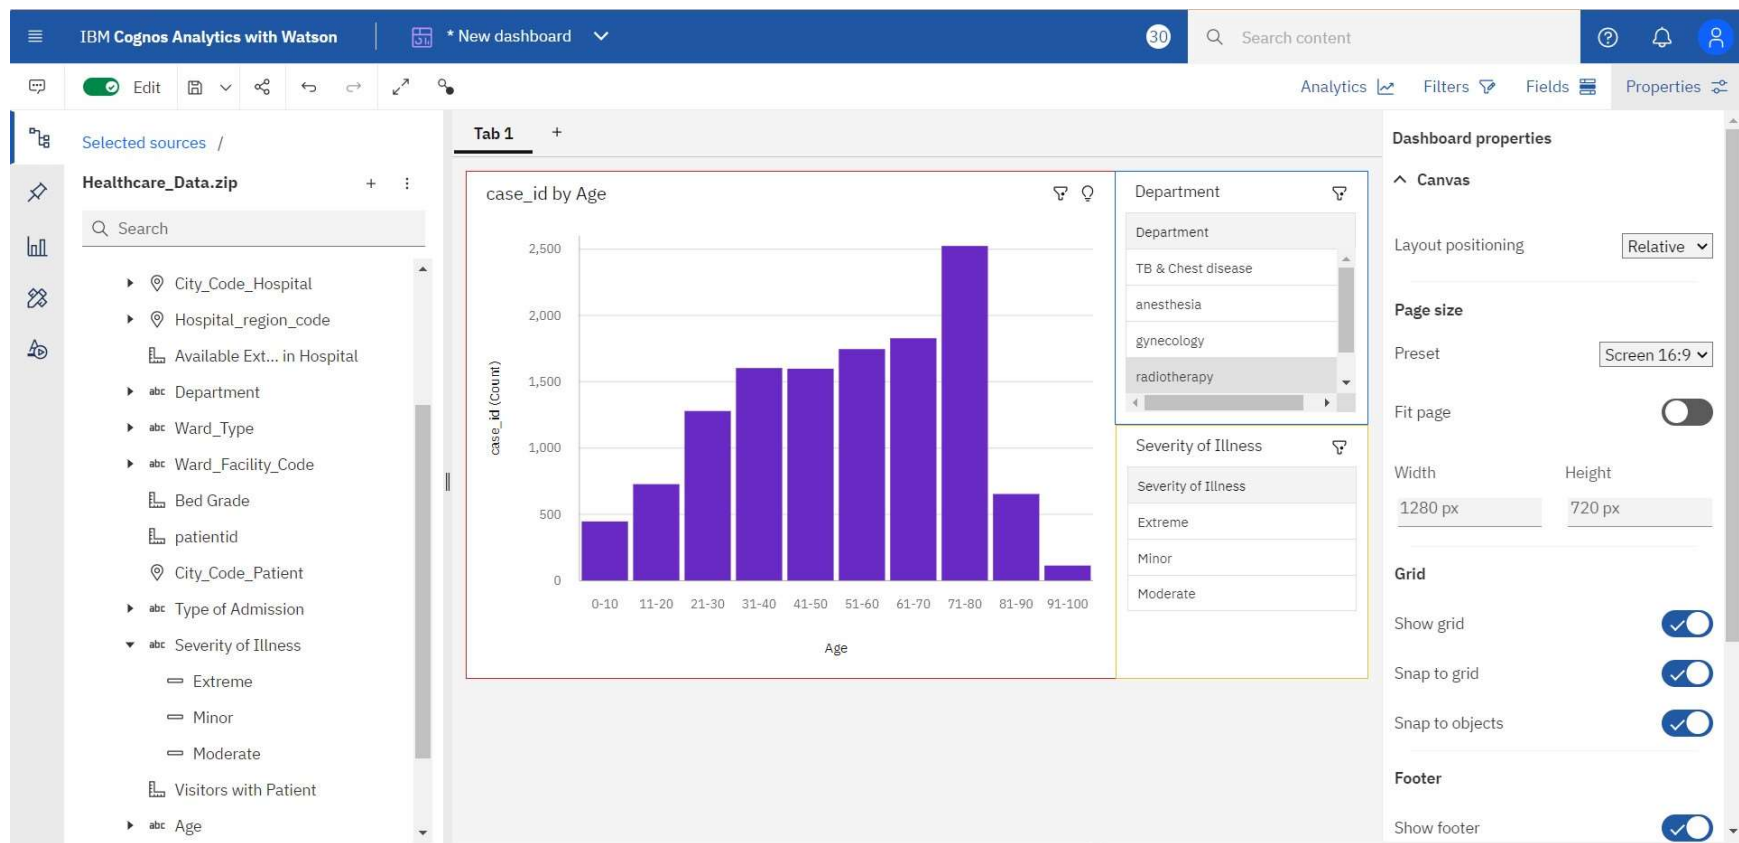 IBM Cognos Analytics with Watson
* New dashboard
30
Search content
Edit
Analytics
Filters
Fields
Properties
Selected sources /
Healthcare_Data.zip
Search
City_Code_Hospital
Hospital_region_code
Available Ext... in Hospital
abc Department
abc Ward_Type
abc Ward_Facility_Code
Bed Grade
patientid
City_Code_Patient
abc Type of Admission
abc Severity of Illness
Extreme
Minor
Moderate
Visitors with Patient
abc Age
Tab 1 +
case_id by Age
case_id (Count)
2,500
2,000
1,500
1,000
500
0
0-10 11-20 21-30 31-40 41-50 51-60 61-70 71-80 81-90 91-100
Age
Department
Department
TB & Chest disease
anesthesia
gynecology
radiotherapy
Severity of Illness
Severity of Illness
Extreme
Minor
Moderate
Dashboard properties
Canvas
Layout positioning Relative
Page size
Preset Screen 16:9
Fit page
Width Height
1280 px 720 px
Grid
Show grid
Snap to grid
Snap to objects
Footer
Show footer